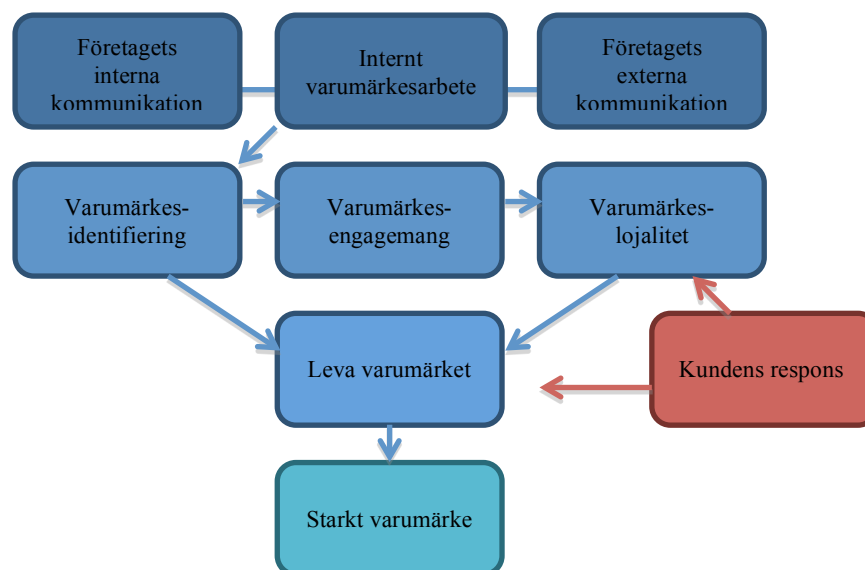 Företagets
interna
kommunikation
Internt
varumärkesarbete
Företagets
externa
kommunikation
Varumärkes-
identifiering
Varumärkes-
engagemang
Varumärkes-
lojalitet
Leva varumärket
Kundens respons
Starkt varumärke